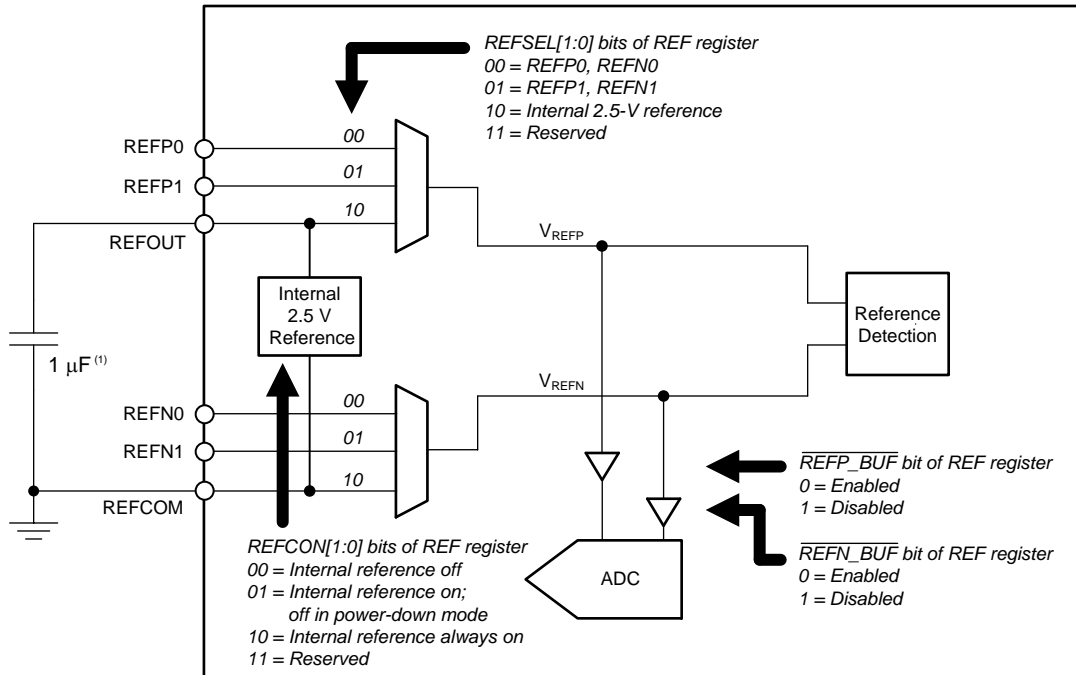 REFSEL[1:0] bits of REF register
00 = REFP0, REFN0
01 = REFP1, REFN1
10 = Internal 2.5-V reference
11 = Reserved
REFP0
00
REFP1
01
REFOUT
10
VREFP
Internal
2.5 V
Reference
Reference
Detection
1 µF (1)
VREFN
REFN0
00
REFN1
01
REFCOM
10
REFP_BUF bit of REF register
0 = Enabled
1 = Disabled
REFN_BUF bit of REF register
0 = Enabled
1 = Disabled
REFCON[1:0] bits of REF register
00 = Internal reference off
01 = Internal reference on;
off in power-down mode
10 = Internal reference always on
11 = Reserved
ADC